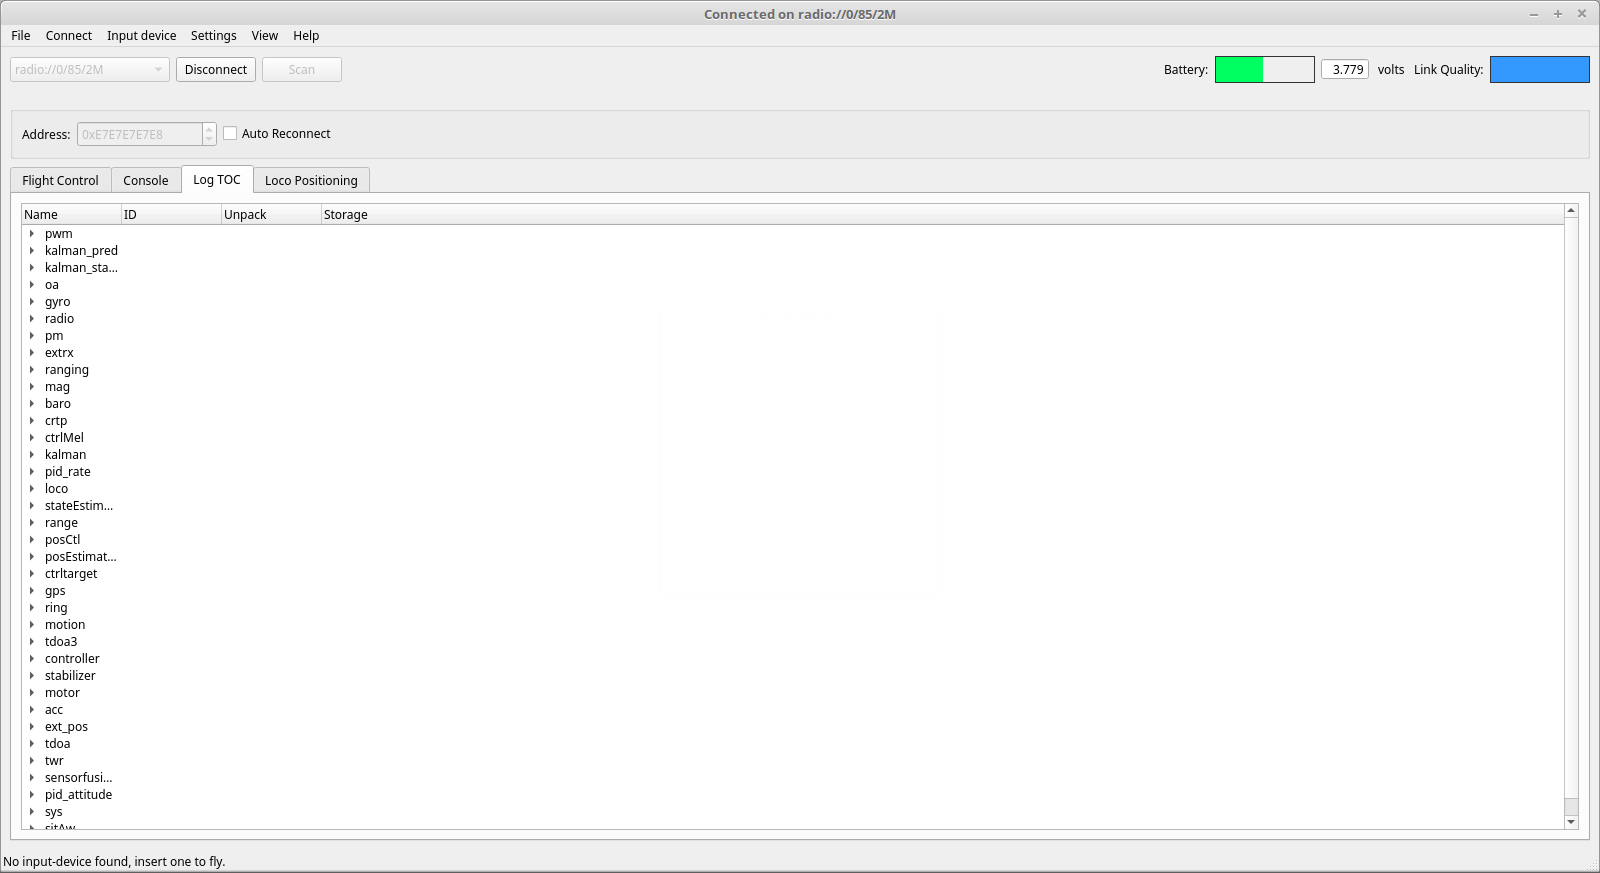 Connected on radio://0/85/2M
File Connect Input device Settings View Help
radio://0/85/2M Disconnect Scan Battery: 3.779 volts Link Quality:
Address: 0xE7E7E7E7E8 Auto Reconnect
Flight Control Console Log TOC Loco Positioning
Name ID Unpack Storage
pwm
kalman_pred
kalman_sta...
oa
gyro
radio
pm
extrx
ranging
mag
baro
crtp
ctrlMel
kalman
pid_rate
loco
stateEstim...
range
posCtl
posEstimat...
ctrltarget
gps
ring
motion
tdoa3
controller
stabilizer
motor
acc
ext_pos
tdoa
twr
sensorfusi...
pid_attitude
sys
sitAw
No input-device found, insert one to fly.